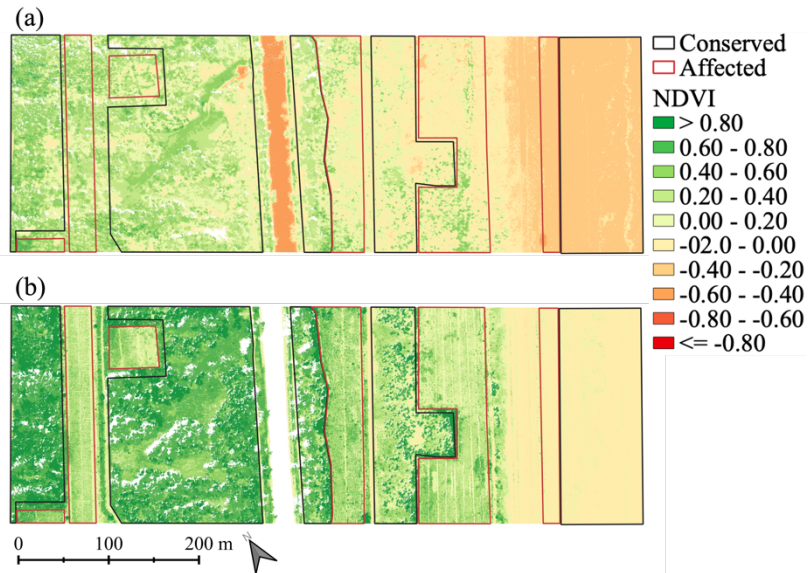 (a)
Conserved
Affected
NDVI
> 0.80
0.60 - 0.80
0.40 - 0.60
0.20 - 0.40
0.00 - 0.20
-02.0 - 0.00
-0.40 - -0.20
-0.60 - -0.40
-0.80 - -0.60
<= -0.80
(b)
N
0 100 200 m